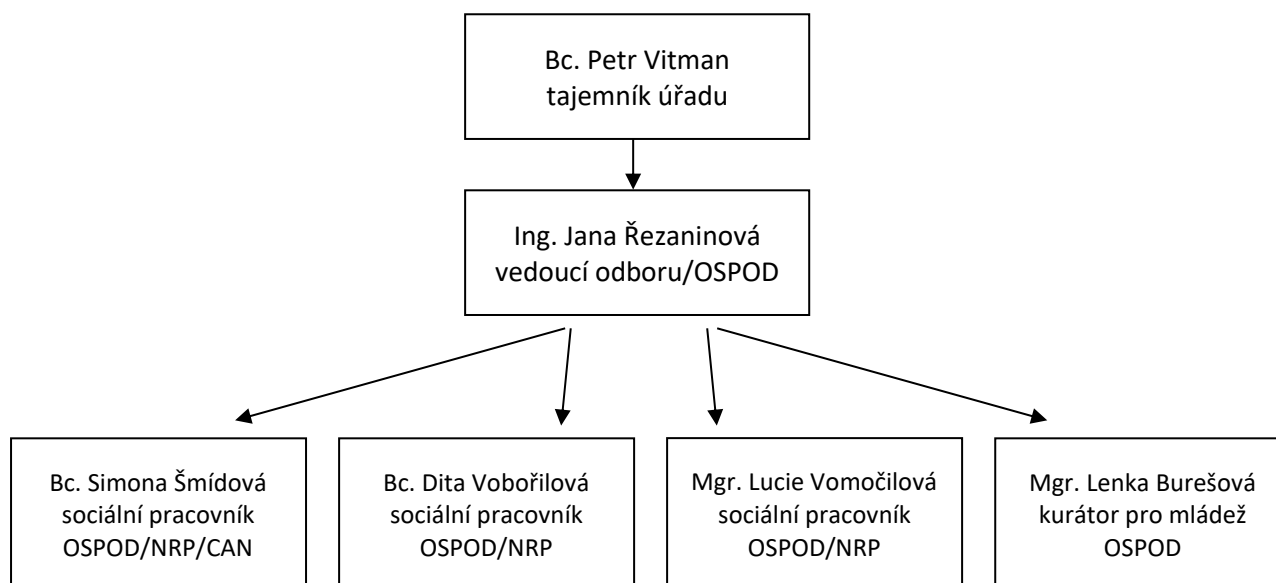 Bc. Petr Vitman
tajemník úřadu
Ing. Jana Řezaninová
vedoucí odboru/OSPOD
Bc. Simona Šmídová
sociální pracovník
OSPOD/NRP/CAN
Bc. Dita Vobořilová
sociální pracovník
OSPOD/NRP
Mgr. Lucie Vomočilová
sociální pracovník
OSPOD/NRP
Mgr. Lenka Burešová
kurátor pro mládež
OSPOD